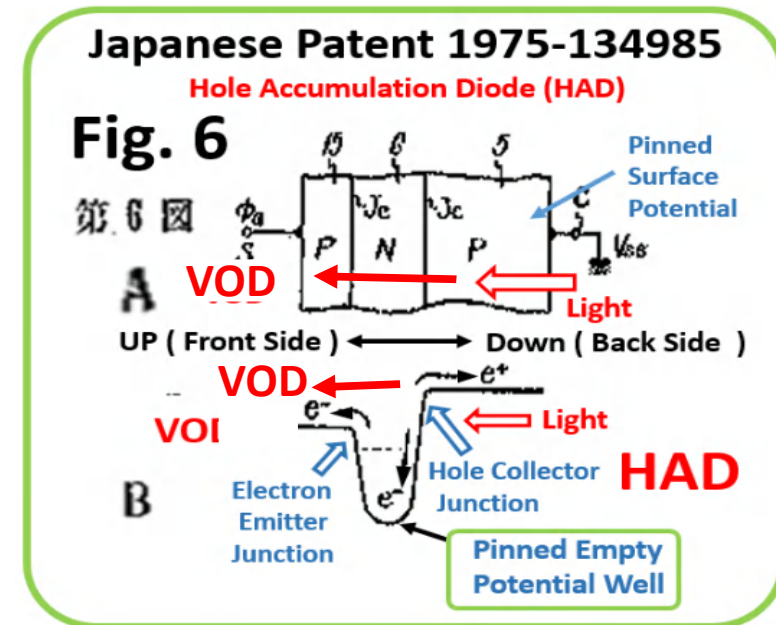 Japanese Patent 1975-134985
Hole Accumulation Diode (HAD)
Fig. 6
第 6 図
15 6 5
Pinned
Surface
Potential
C
Jc Jc
S
P N P
VSS
A
VOD
Light
UP ( Front Side ) Down ( Back Side )
VOD
e+
e-
Light
VO
Hole Collector
Junction
HAD
B
Electron
Emitter
Junction
e-
Pinned Empty
Potential Well